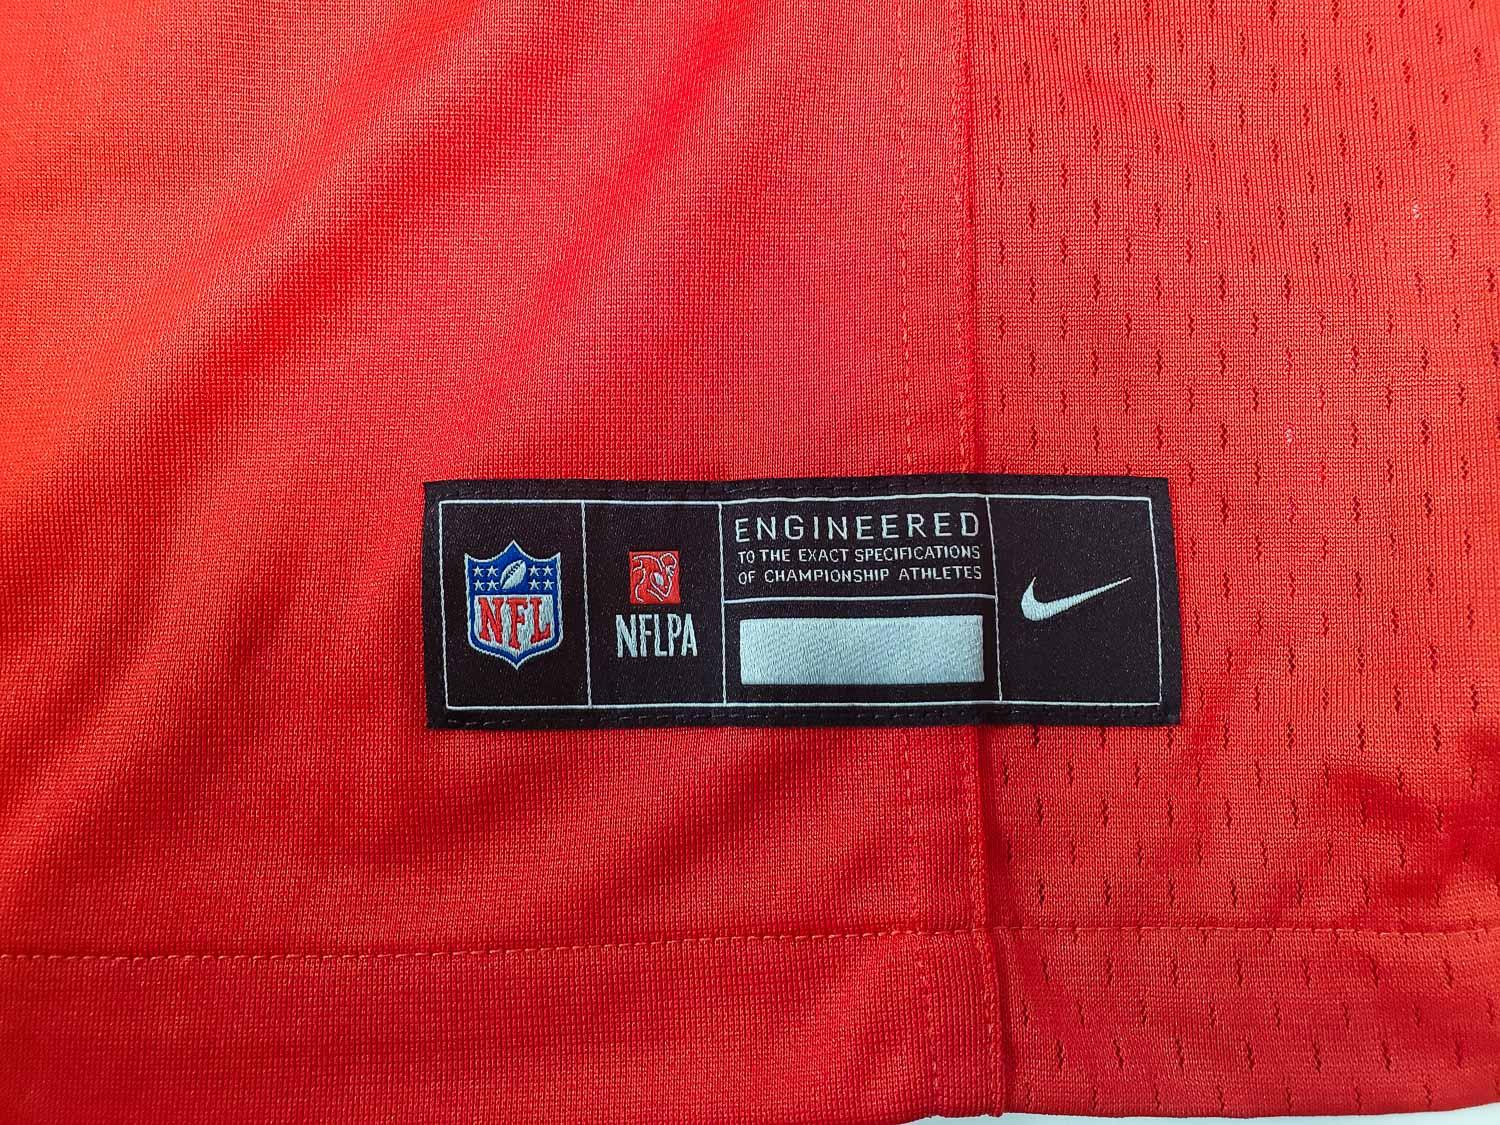 NFL
NFLPA
ENGINEERED
TO THE EXACT SPECIFICATIONS
OF CHAMPIONSHIP ATHLETES